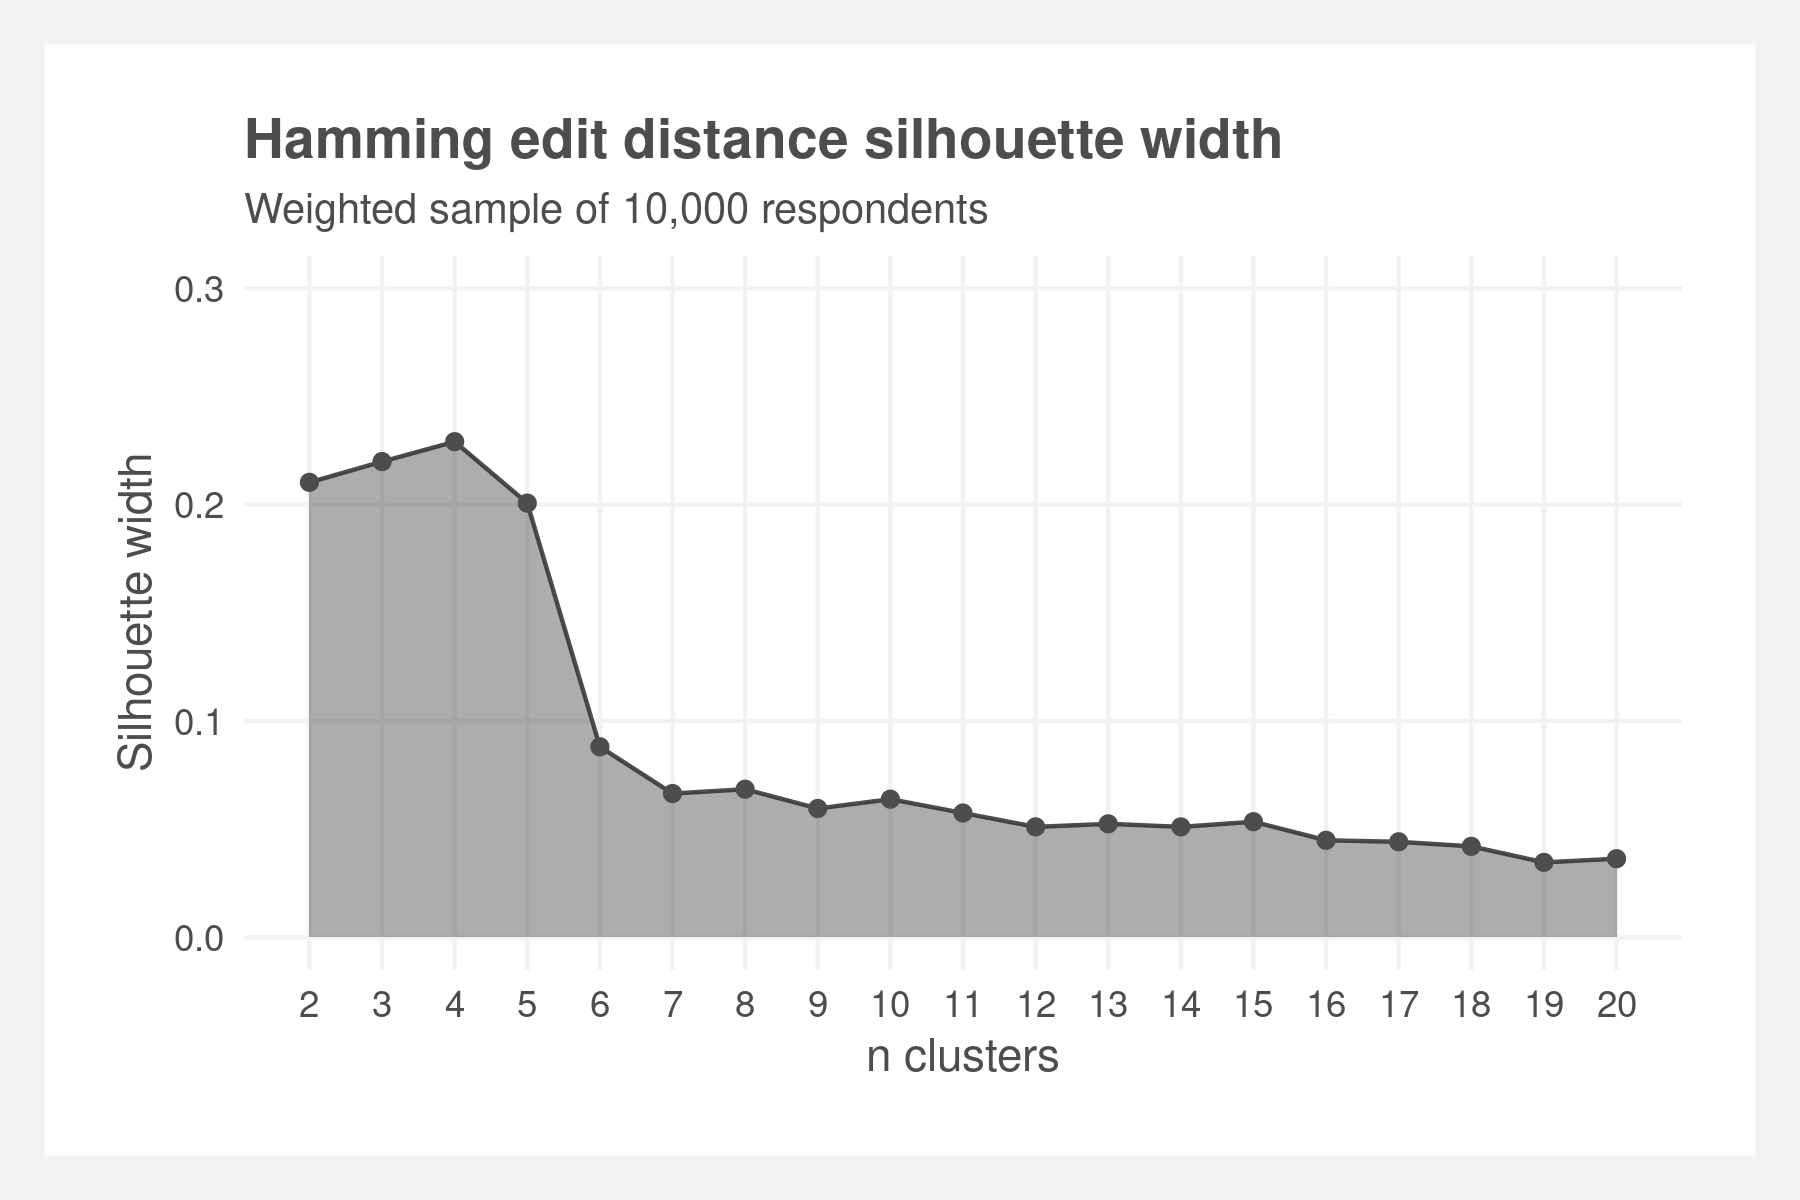 Hamming edit distance silhouette width
Weighted sample of 10,000 respondents
0.3
0.2
0.1
0.0
Silhouette width
2 3 4 5 6 7 8 9 10 11 12 13 14 15 16 17 18 19 20
n clusters